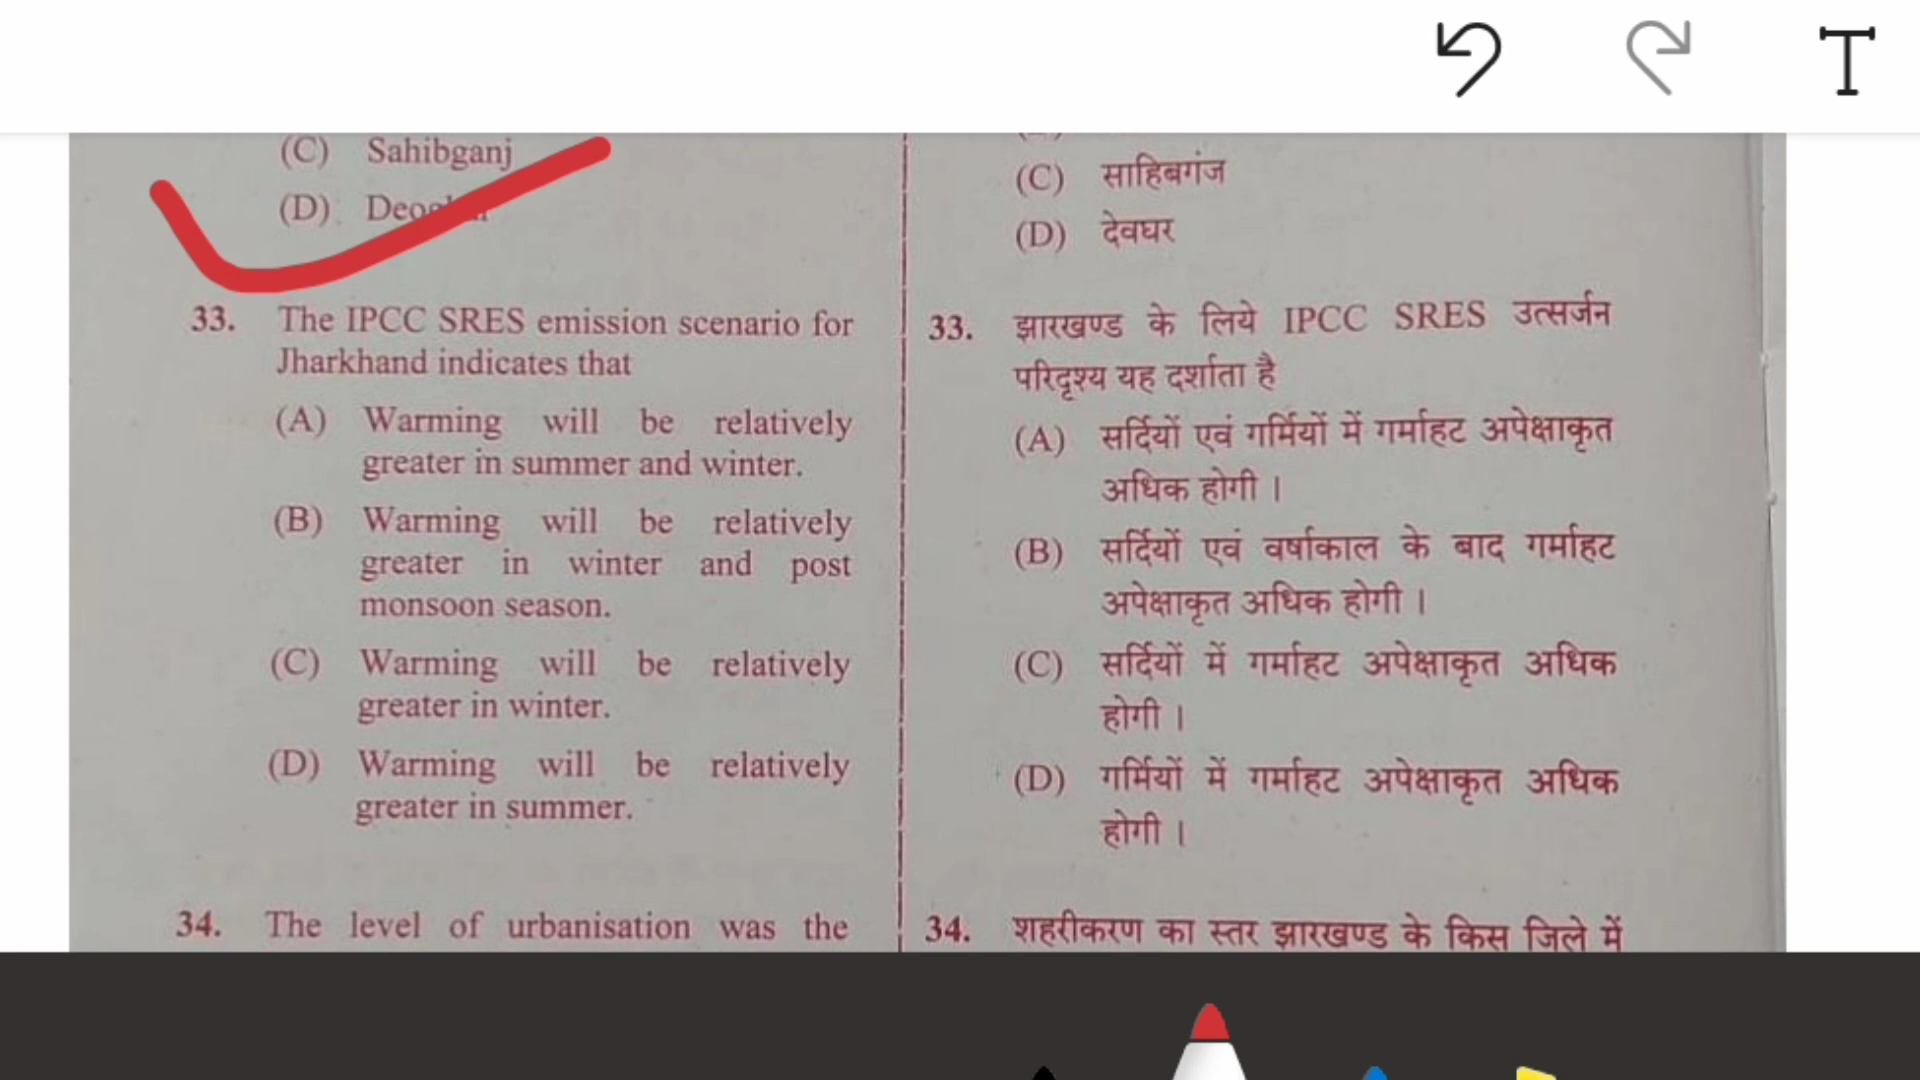 (C) Sahibganj
(D)
33. The IPCC SRES emission scenario for
Jharkhand indicates that
(A) Warming will be relatively
greater in summer and winter.
(B) Warming will be relatively
greater in winter and post
monsoon season.
(C) Warming will be relatively
greater in winter.
(D) Warming will be relatively
greater in summer.
34. The level of urbanisation was the
(C) साहिबगंज
(D) देवघर
33. झारखण्ड के लिये IPCC SRES उत्सर्जन
परिदृश्य यह दर्शाता है
(A) सर्दियों एवं गर्मियों में गर्माहट अपेक्षाकृत
अधिक होगी ।
(B) सर्दियों एवं वर्षाकाल के बाद गर्माहट
अपेक्षाकृत अधिक होगी ।
(C) सर्दियों में गर्माहट अपेक्षाकृत अधिक
होगी ।
(D) गर्मियों में गर्माहट अपेक्षाकृत अधिक
होगी ।
34. शहरीकरण का स्तर झारखण्ड के किस जिले में
T